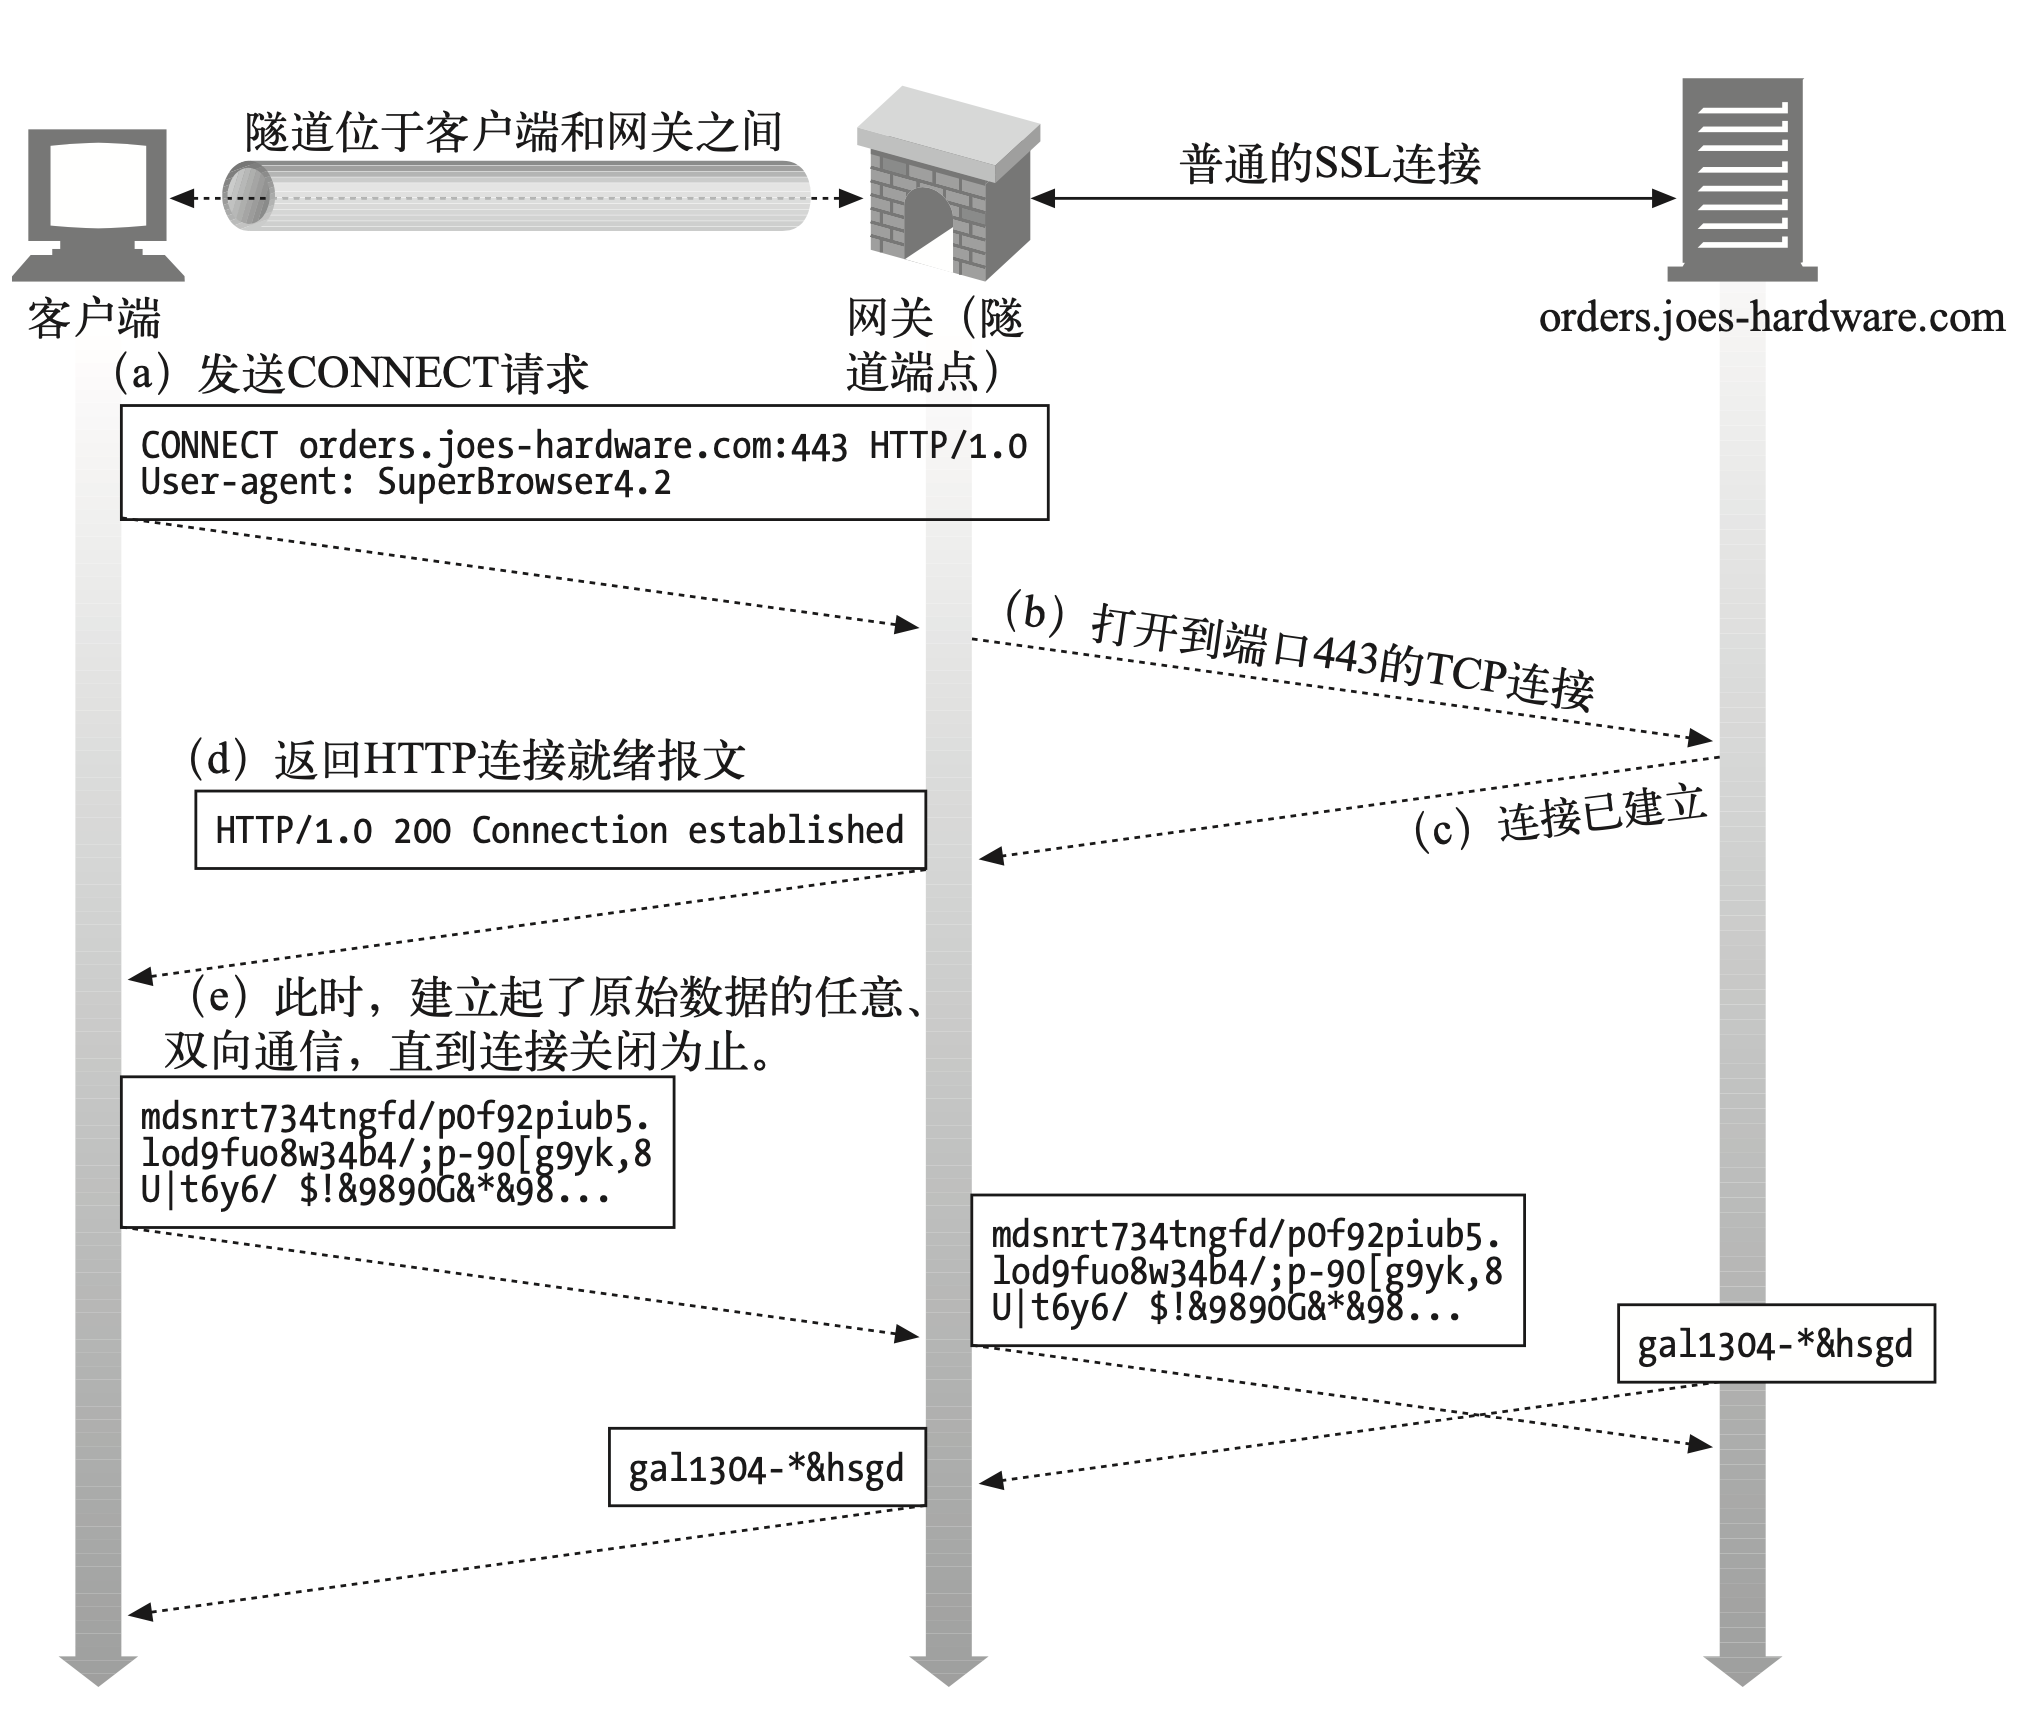 隧道位于客户端和网关之间
普通的SSL连接
客户端
网关（隧
道端点）
orders.joes-hardware.com
（a）发送CONNECT请求
CONNECT orders.joes-hardware.com:443 HTTP/1.0
User-agent: SuperBrowser4.2
（b）打开到端口443的TCP连接
（c）连接已建立
（d）返回HTTP连接就绪报文
HTTP/1.0 200 Connection established
（e）此时，建立起了原始数据的任意、
双向通信，直到连接关闭为止。
mdsnrt734tngfd/p0f92piub5.
lod9fuo8w34b4/;p-90[g9yk,8
U|t6y6/ $!&9890G&*&98...
mdsnrt734tngfd/p0f92piub5.
lod9fuo8w34b4/;p-90[g9yk,8
U|t6y6/ $!&9890G&*&98...
gal1304-*&hsgd
gal1304-*&hsgd